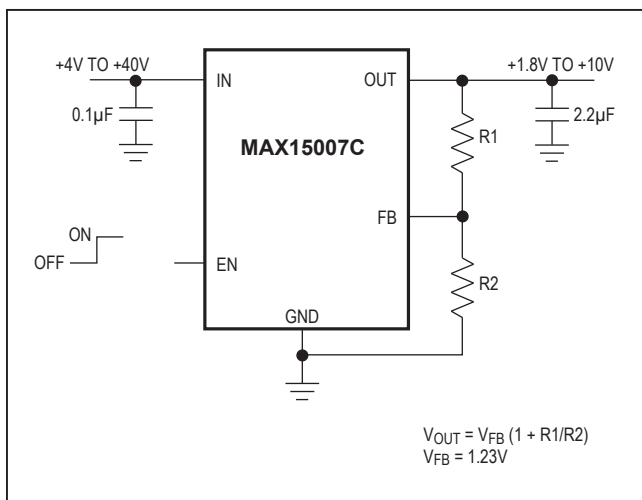 +4V TO +40V
+1.8V TO +10V
IN
OUT
0.1µF
2.2µF
R1
MAX15007C
FB
ON
OFF
EN
R2
GND
VOUT = VFB (1 + R1/R2)
VFB = 1.23V